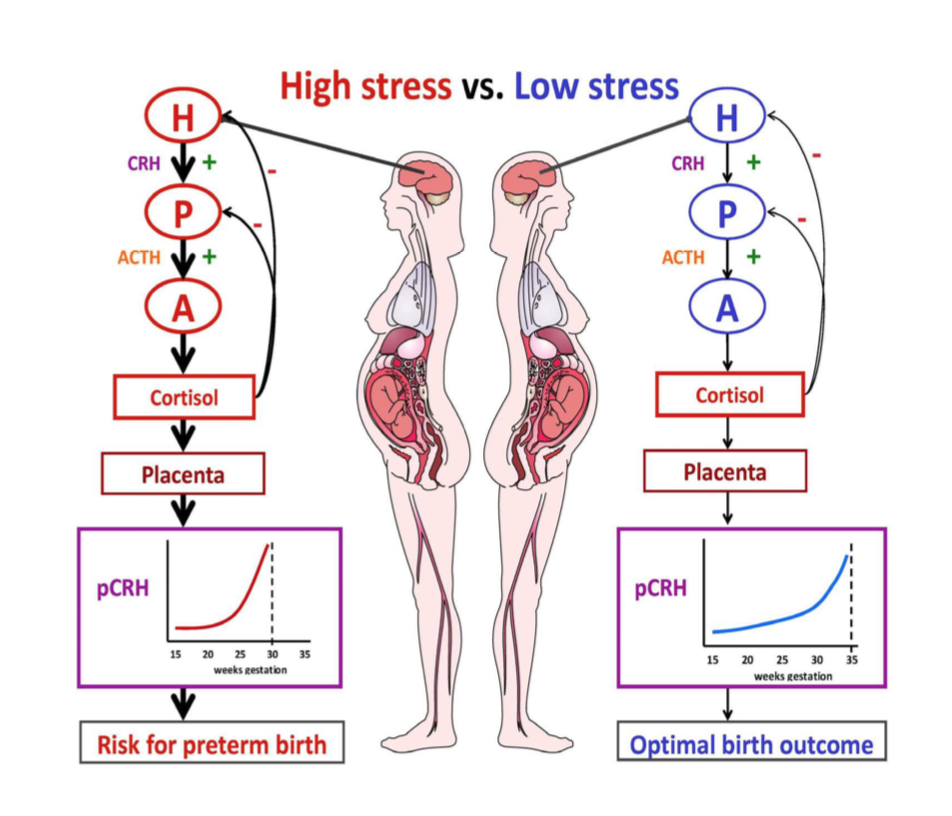 High stress vs. Low stress
H
CRH +
-
P
-
ACTH +
A
Cortisol
Placenta
pCRH
15 20 25 30 35
weeks gestation
Risk for preterm birth
H
CRH +
-
P
-
ACTH +
A
Cortisol
Placenta
pCRH
15 20 25 30 35
weeks gestation
Optimal birth outcome